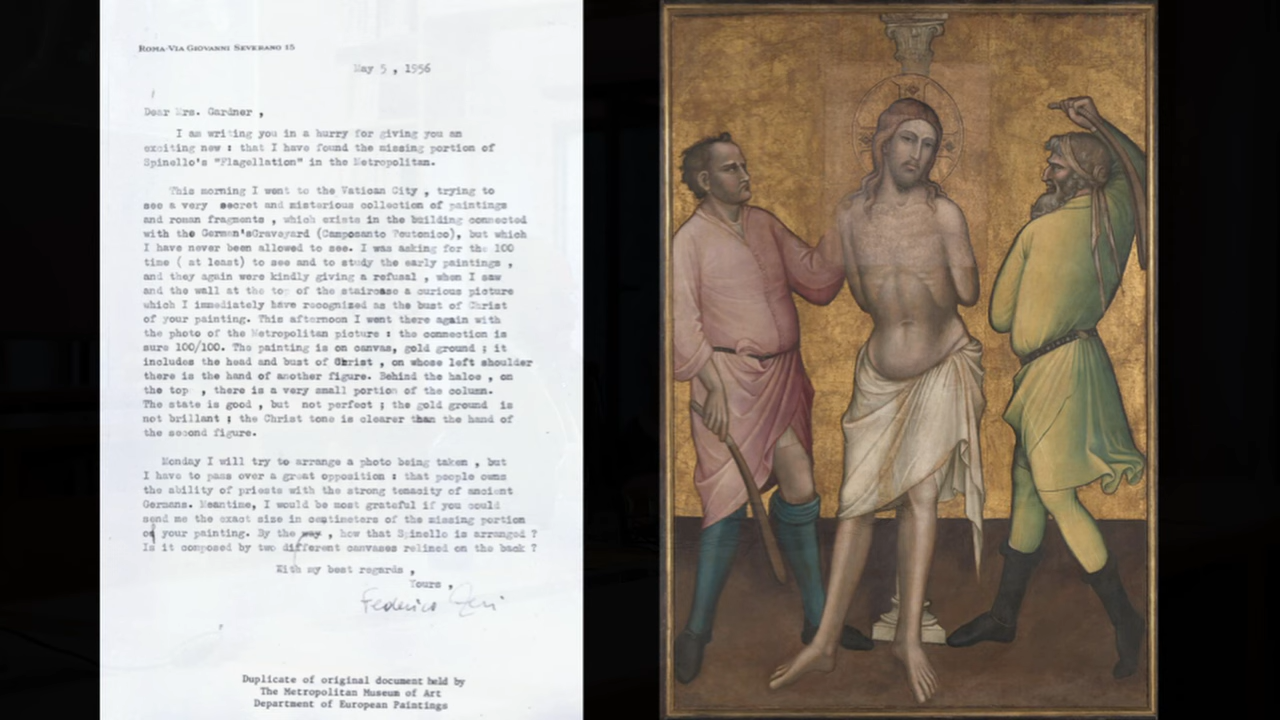 ROMA-VIA GIOVANNI SEVERANO 15
May 5 , 1956
Dear Mrs. Gardner ,
I am writing you in a hurry for giving you an
exciting new : that I have found the missing portion of
Spinello's "Flagellation" in the Metropolitan.
This morning I went to the Vatican City , trying to
see a very secret and misterious collection of paintings
and roman fragments , which exists in the building connected
with the German'sGraveyard (Camposanto Teutonico), but which
I have never been allowed to see. I was asking for the 100
time ( at least) to see and to study the early paintings ,
and they again were kindly giving a refusal , when I saw
and the wall at the top of the staircase a curious picture
which I immediately have recognized as the bust of Christ
of your painting. This afternoon I went there again with
the photo of the Metropolitan picture : the connection is
sure 100/100. The painting is on canvas, gold ground ; it
includes the head and bust of Christ , on whose left shoulder
there is the hand of another figure. Behind the haloe , on
the top , there is a very small portion of the column.
The state is good , but not perfect ; the gold ground is
not brillant ; the Christ tone is clearer than the hand of
the second figure.
Monday I will try to arrange a photo being taken , but
I have to pass over a great opposition : that people owns
the ability of priests with the strong tenacity of ancient
Germans. Meantime, I would be most grateful if you could
send me the exact size in centimeters of the missing portion
of your painting. By the way , how that Spinello is arranged ?
Is it composed by two different canvases relined on the back ?
With my best regards ,
Yours ,
Federico Zeri
Duplicate of original document held by
The Metropolitan Museum of Art
Department of European Paintings